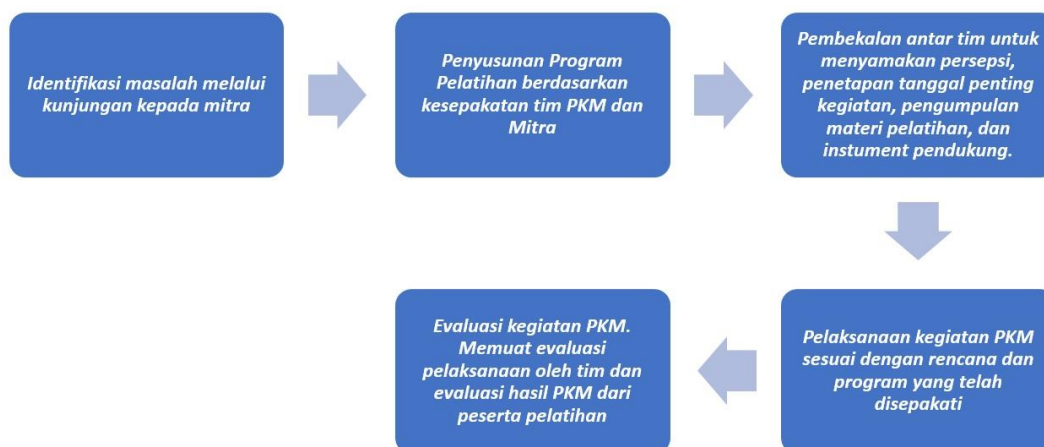 Identifikasi masalah melalui
kunjungan kepada mitra
Penyusunan Program
Pelatihan berdasarkan
kesepakatan tim PKM dan
Mitra
Pembekalan antar tim untuk
menyamakan persepsi,
penetapan tanggal penting
kegiatan, pengumpulan
materi pelatihan, dan
instument pendukung.
Pelaksanaan kegiatan PKM
sesuai dengan rencana dan
program yang telah
disepakati
Evaluasi kegiatan PKM.
Memuat evaluasi
pelaksanaan oleh tim dan
evaluasi hasil PKM dari
peserta pelatihan